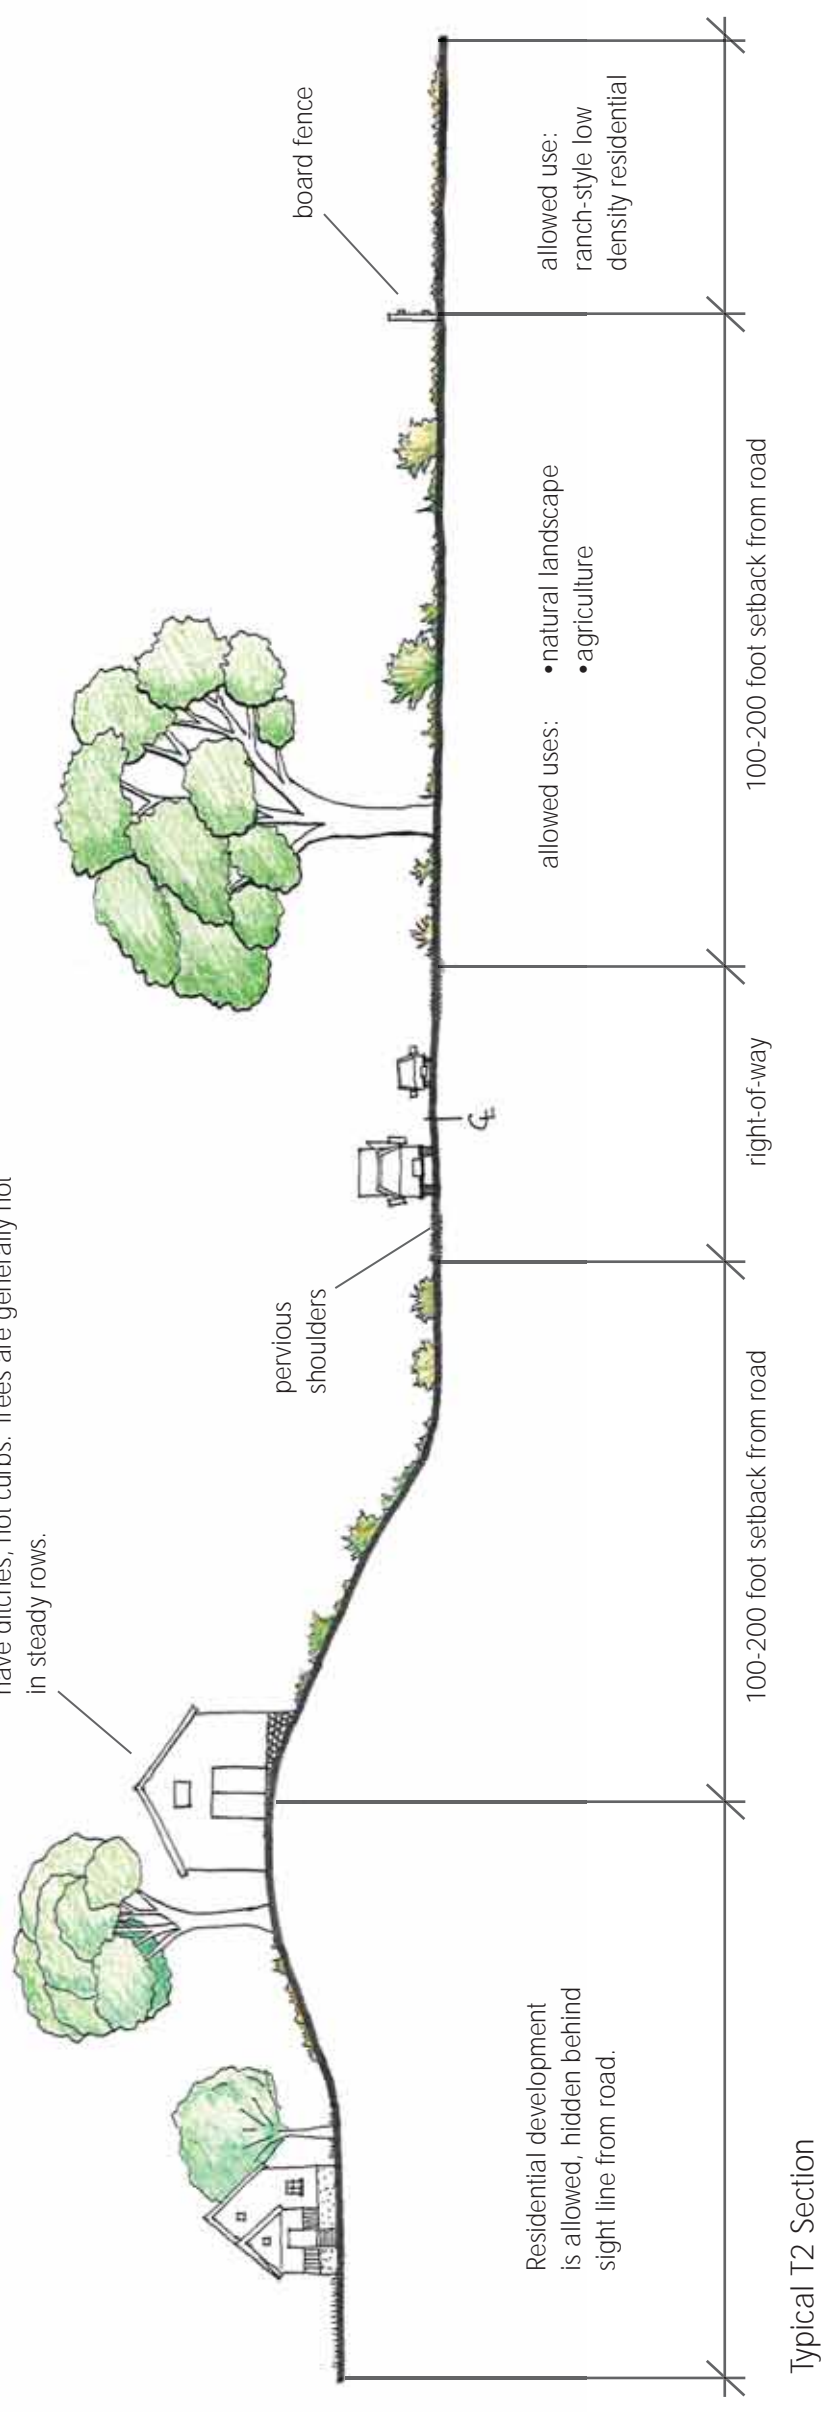 have ditches, not curbs. Trees are generally not
in steady rows.
board fence
pervious
shoulders
Residential development
is allowed, hidden behind
sight line from road.
allowed uses:
•natural landscape
•agriculture
allowed use:
ranch-style low
density residential
100-200 foot setback from road
right-of-way
100-200 foot setback from road
Typical T2 Section